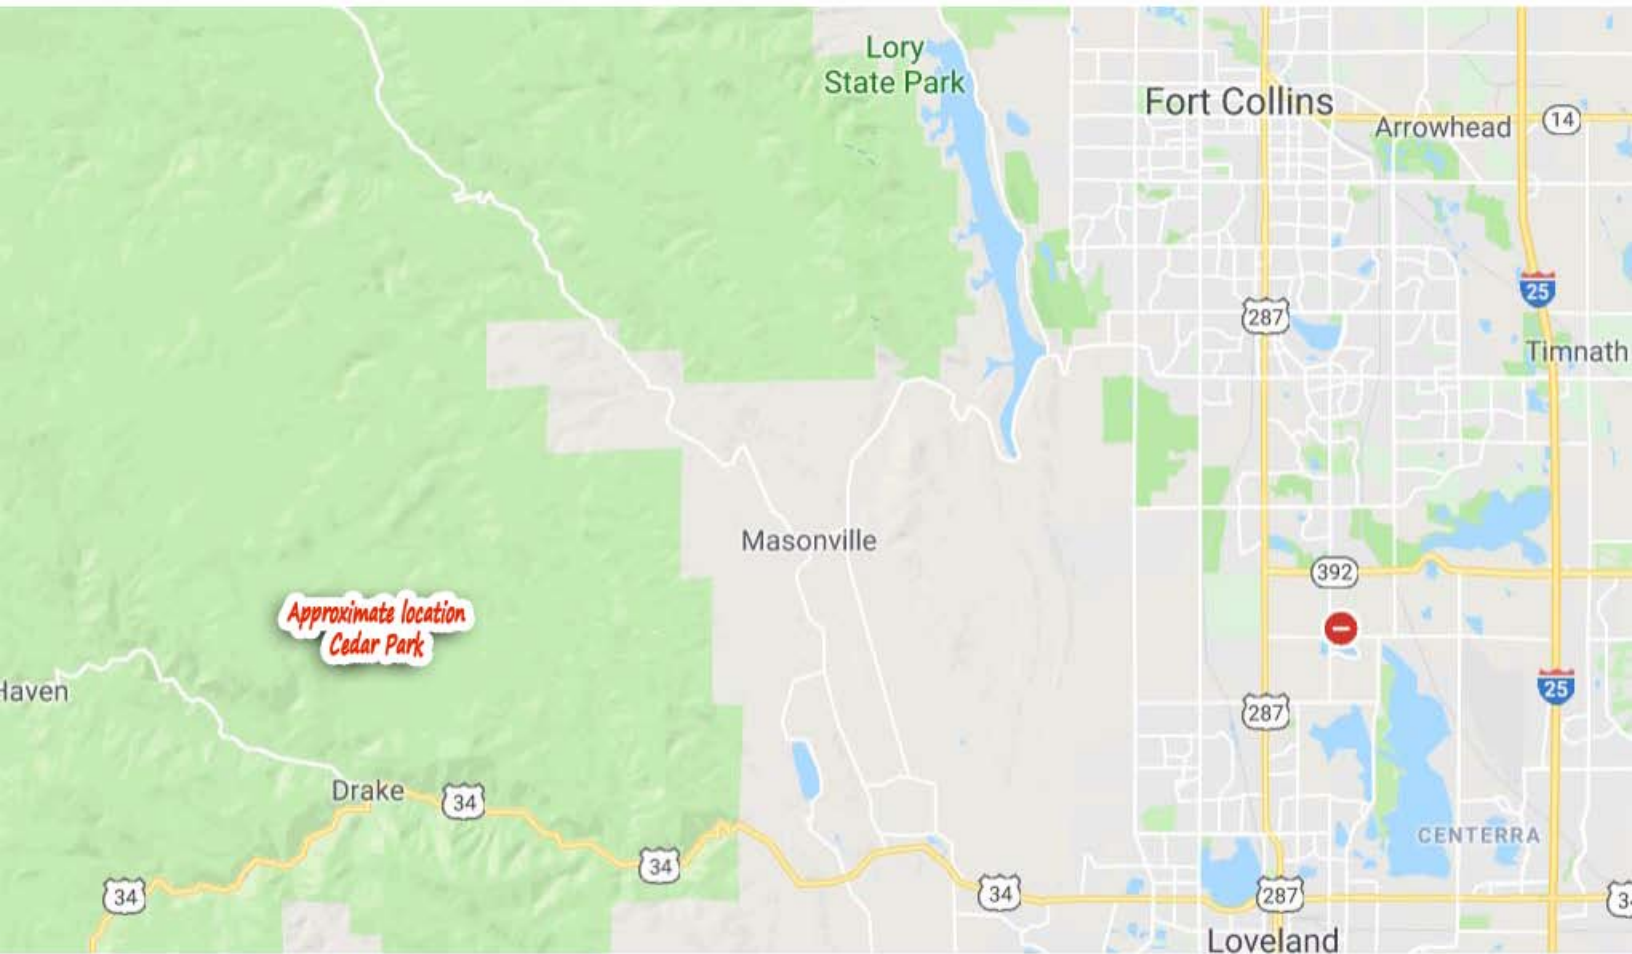 Lory
State Park
Fort Collins
Arrowhead
14
25
287
Timnath
Masonville
392
Approximate location
Cedar Park
Haven
25
287
Drake
34
34
CENTERRA
34
34
287
Loveland